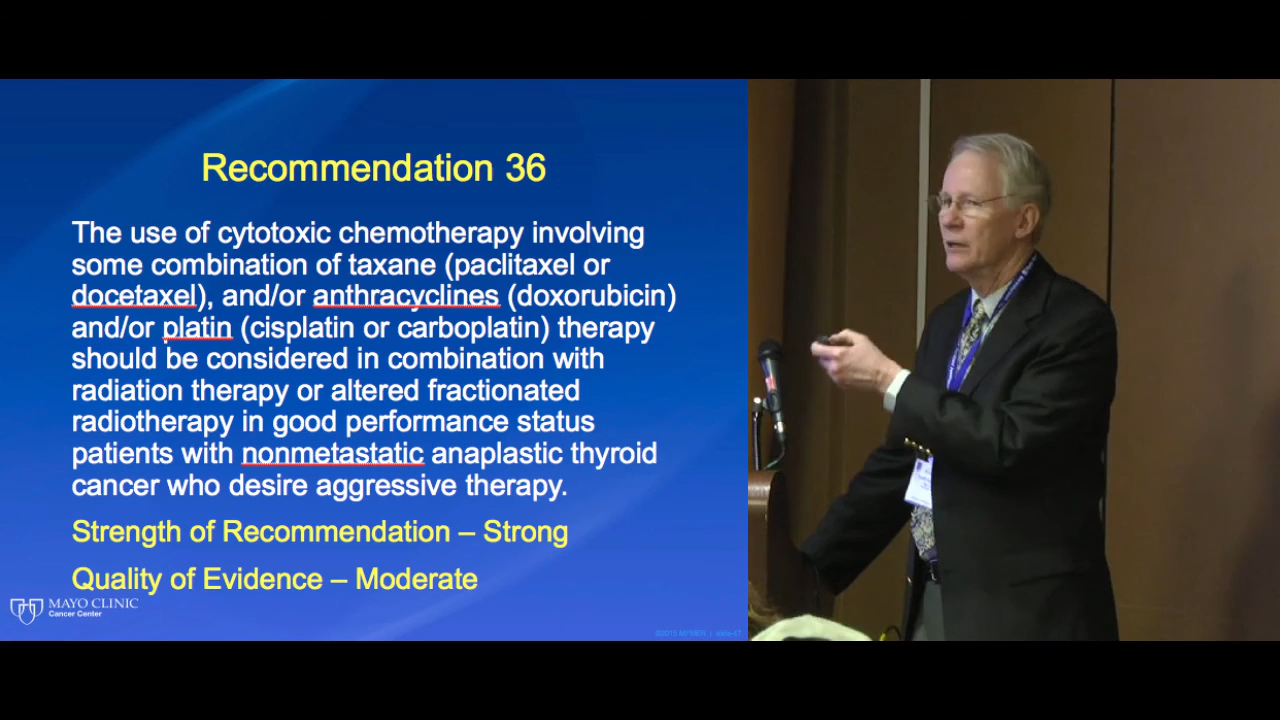 Recommendation 36
The use of cytotoxic chemotherapy involving
some combination of taxane (paclitaxel or
docetaxel), and/or anthracyclines (doxorubicin)
and/or platin (cisplatin or carboplatin) therapy
should be considered in combination with
radiation therapy or altered fractionated
radiotherapy in good performance status
patients with nonmetastatic anaplastic thyroid
cancer who desire aggressive therapy.
Strength of Recommendation – Strong
Quality of Evidence – Moderate
MAYO CLINIC
Cancer Center